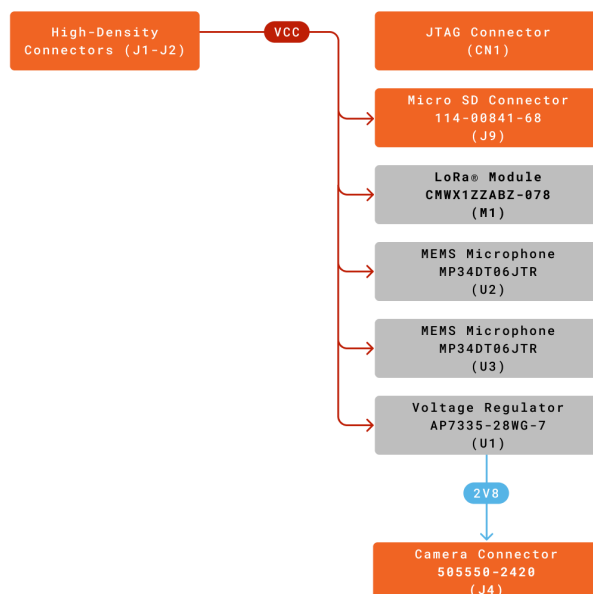 High-Density
Connectors (J1-J2)
VCC
JTAG Connector
(CN1)
Micro SD Connector
114-00841-68
(J9)
LoRa® Module
CMWX1ZZABZ-078
(M1)
MEMS Microphone
MP34DT06JTR
(U2)
MEMS Microphone
MP34DT06JTR
(U3)
Voltage Regulator
AP7335-28WG-7
(U1)
2V8
Camera Connector
505550-2420
(J4)